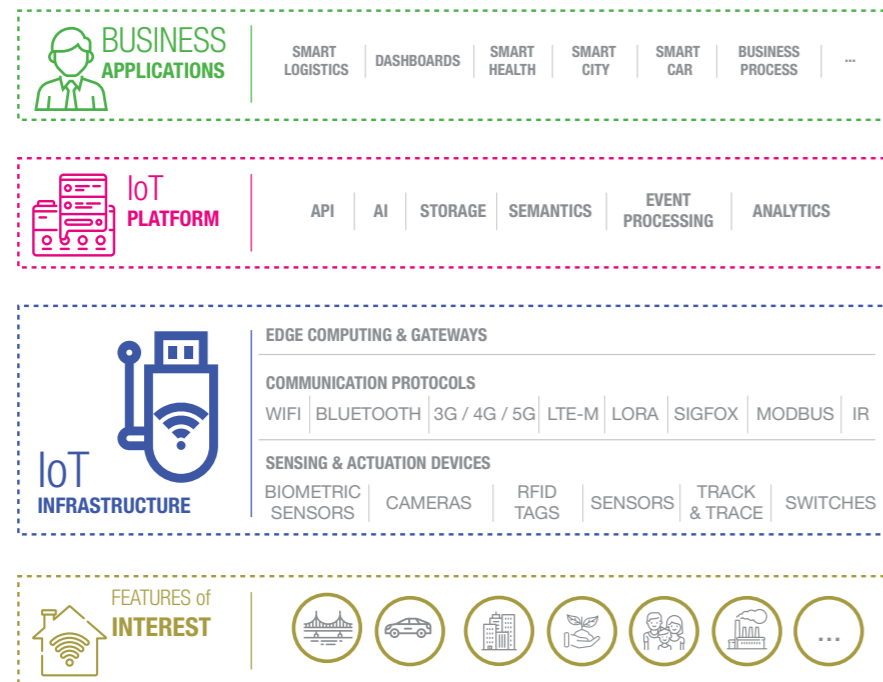 BUSINESS
APPLICATIONS
SMART
LOGISTICS
DASHBOARDS
SMART
HEALTH
SMART
CITY
SMART
CAR
BUSINESS
PROCESS
...
IoT
PLATFORM
API
AI
STORAGE
SEMANTICS
EVENT
PROCESSING
ANALYTICS
IoT
INFRASTRUCTURE
EDGE COMPUTING & GATEWAYS
COMMUNICATION PROTOCOLS
WIFI BLUETOOTH 3G / 4G / 5G LTE-M LORA SIGFOX MODBUS IR
SENSING & ACTUATION DEVICES
BIOMETRIC
SENSORS
CAMERAS
RFID
TAGS
SENSORS
TRACK
& TRACE
SWITCHES
FEATURES of
INTEREST
...